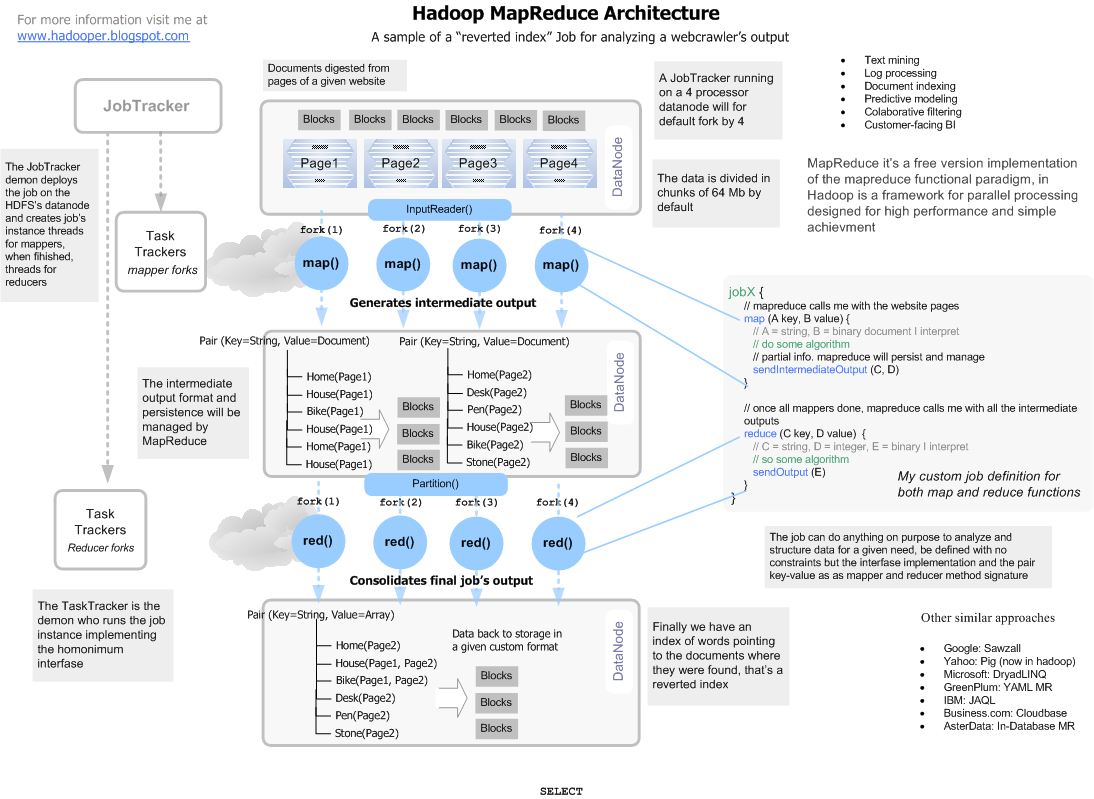 Hadoop MapReduce Architecture
A sample of a “reverted index” Job for analyzing a webcrawler’s output
For more information visit me at
www.hadooper.blogspot.com
JobTracker
The JobTracker
demon deploys
the job on the
HDFS's datanode
and creates job’s
instance threads
for mappers,
when fihished,
threads for
reducers
Task
Trackers
mapper forks
Task
Trackers
Reducer forks
The TaskTracker is the
demon who runs the job
instance implementing
the homonimum
interfase
Documents digested from
pages of a given website
Blocks Blocks Blocks Blocks Blocks Blocks
Page1 Page2 Page3 Page4
DataNode
InputReader()
fork(1) fork(2) fork(3) fork(4)
map() map() map() map()
Generates intermediate output
A JobTracker running
on a 4 processor
datanode will for
default fork by 4
The data is divided in
chunks of 64 Mb by
default
• Text mining
• Log processing
• Document indexing
• Predictive modeling
• Colaborative filtering
• Customer-facing BI
MapReduce it’s a free version implementation
of the mapreduce functional paradigm, in
Hadoop is a framework for parallel processing
designed for high performance and simple
achievment
The intermediate
output format and
persistence will be
managed by
MapReduce
Pair (Key=String, Value=Document)
Home(Page1)
House(Page1)
Bike(Page1)
House(Page1)
Home(Page1)
House(Page1)
Blocks
Blocks
Blocks
Pair (Key=String, Value=Document)
Home(Page2)
Desk(Page2)
Pen(Page2)
House(Page2)
Bike(Page2)
Stone(Page2)
Blocks
Blocks
Blocks
DataNode
Partition()
fork(1) fork(2) fork(3) fork(4)
red() red() red() red()
Consolidates final job’s output
jobX {
// mapreduce calls me with the website pages
map (A key, B value) {
// A = string, B = binary document I interpret
// do some algorithm
// partial info. mapreduce will persist and manage
sendIntermediateOutput (C, D)
}
// once all mappers done, mapreduce calls me with all the intermediate
outputs
reduce (C key, D value) {
// C = string, D = integer, E = binary I interpret
// so some algorithm
sendOutput (E)
}
}
My custom job definition for
both map and reduce functions
The job can do anything on purpose to analyze and
structure data for a given need, be defined with no
constraints but the interfase implementation and the pair
key-value as as mapper and reducer method signature
Pair (Key=String, Value=Array)
Home(Page2)
House(Page1, Page2)
Bike(Page1, Page2)
Desk(Page2)
Pen(Page2)
Stone(Page2)
Data back to storage in
a given custom format
Blocks
Blocks
Blocks
DataNode
Finally we have an
index of words pointing
to the documents where
they were found, that’s a
reverted index
Other similar approaches
• Google: Sawzall
• Yahoo: Pig (now in hadoop)
• Microsoft: DryadLINQ
• GreenPlum: YAML MR
• IBM: JAQL
• Business.com: Cloudbase
• AsterData: In-Database MR
SELECT